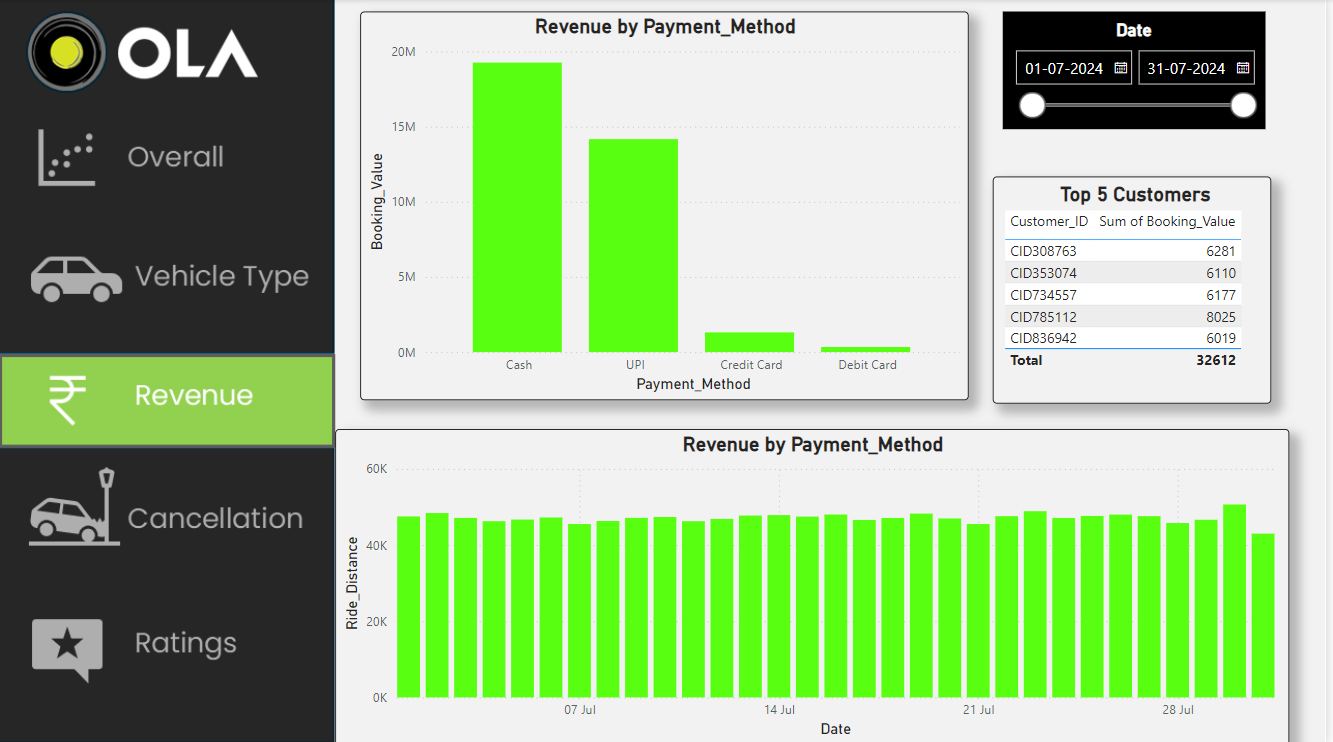 OLA
Overall
Vehicle Type
Revenue
Cancellation
Ratings
Revenue by Payment_Method
20M
15M
10M
5M
0M
Booking_Value
Cash UPI Credit Card Debit Card
Payment_Method
Date
01-07-2024 31-07-2024
Top 5 Customers
Customer_ID Sum of Booking_Value
CID308763 6281
CID353074 6110
CID734557 6177
CID785112 8025
CID836942 6019
Total 32612
Revenue by Payment_Method
60K
40K
20K
0K
Ride_Distance
07 Jul 14 Jul 21 Jul 28 Jul
Date